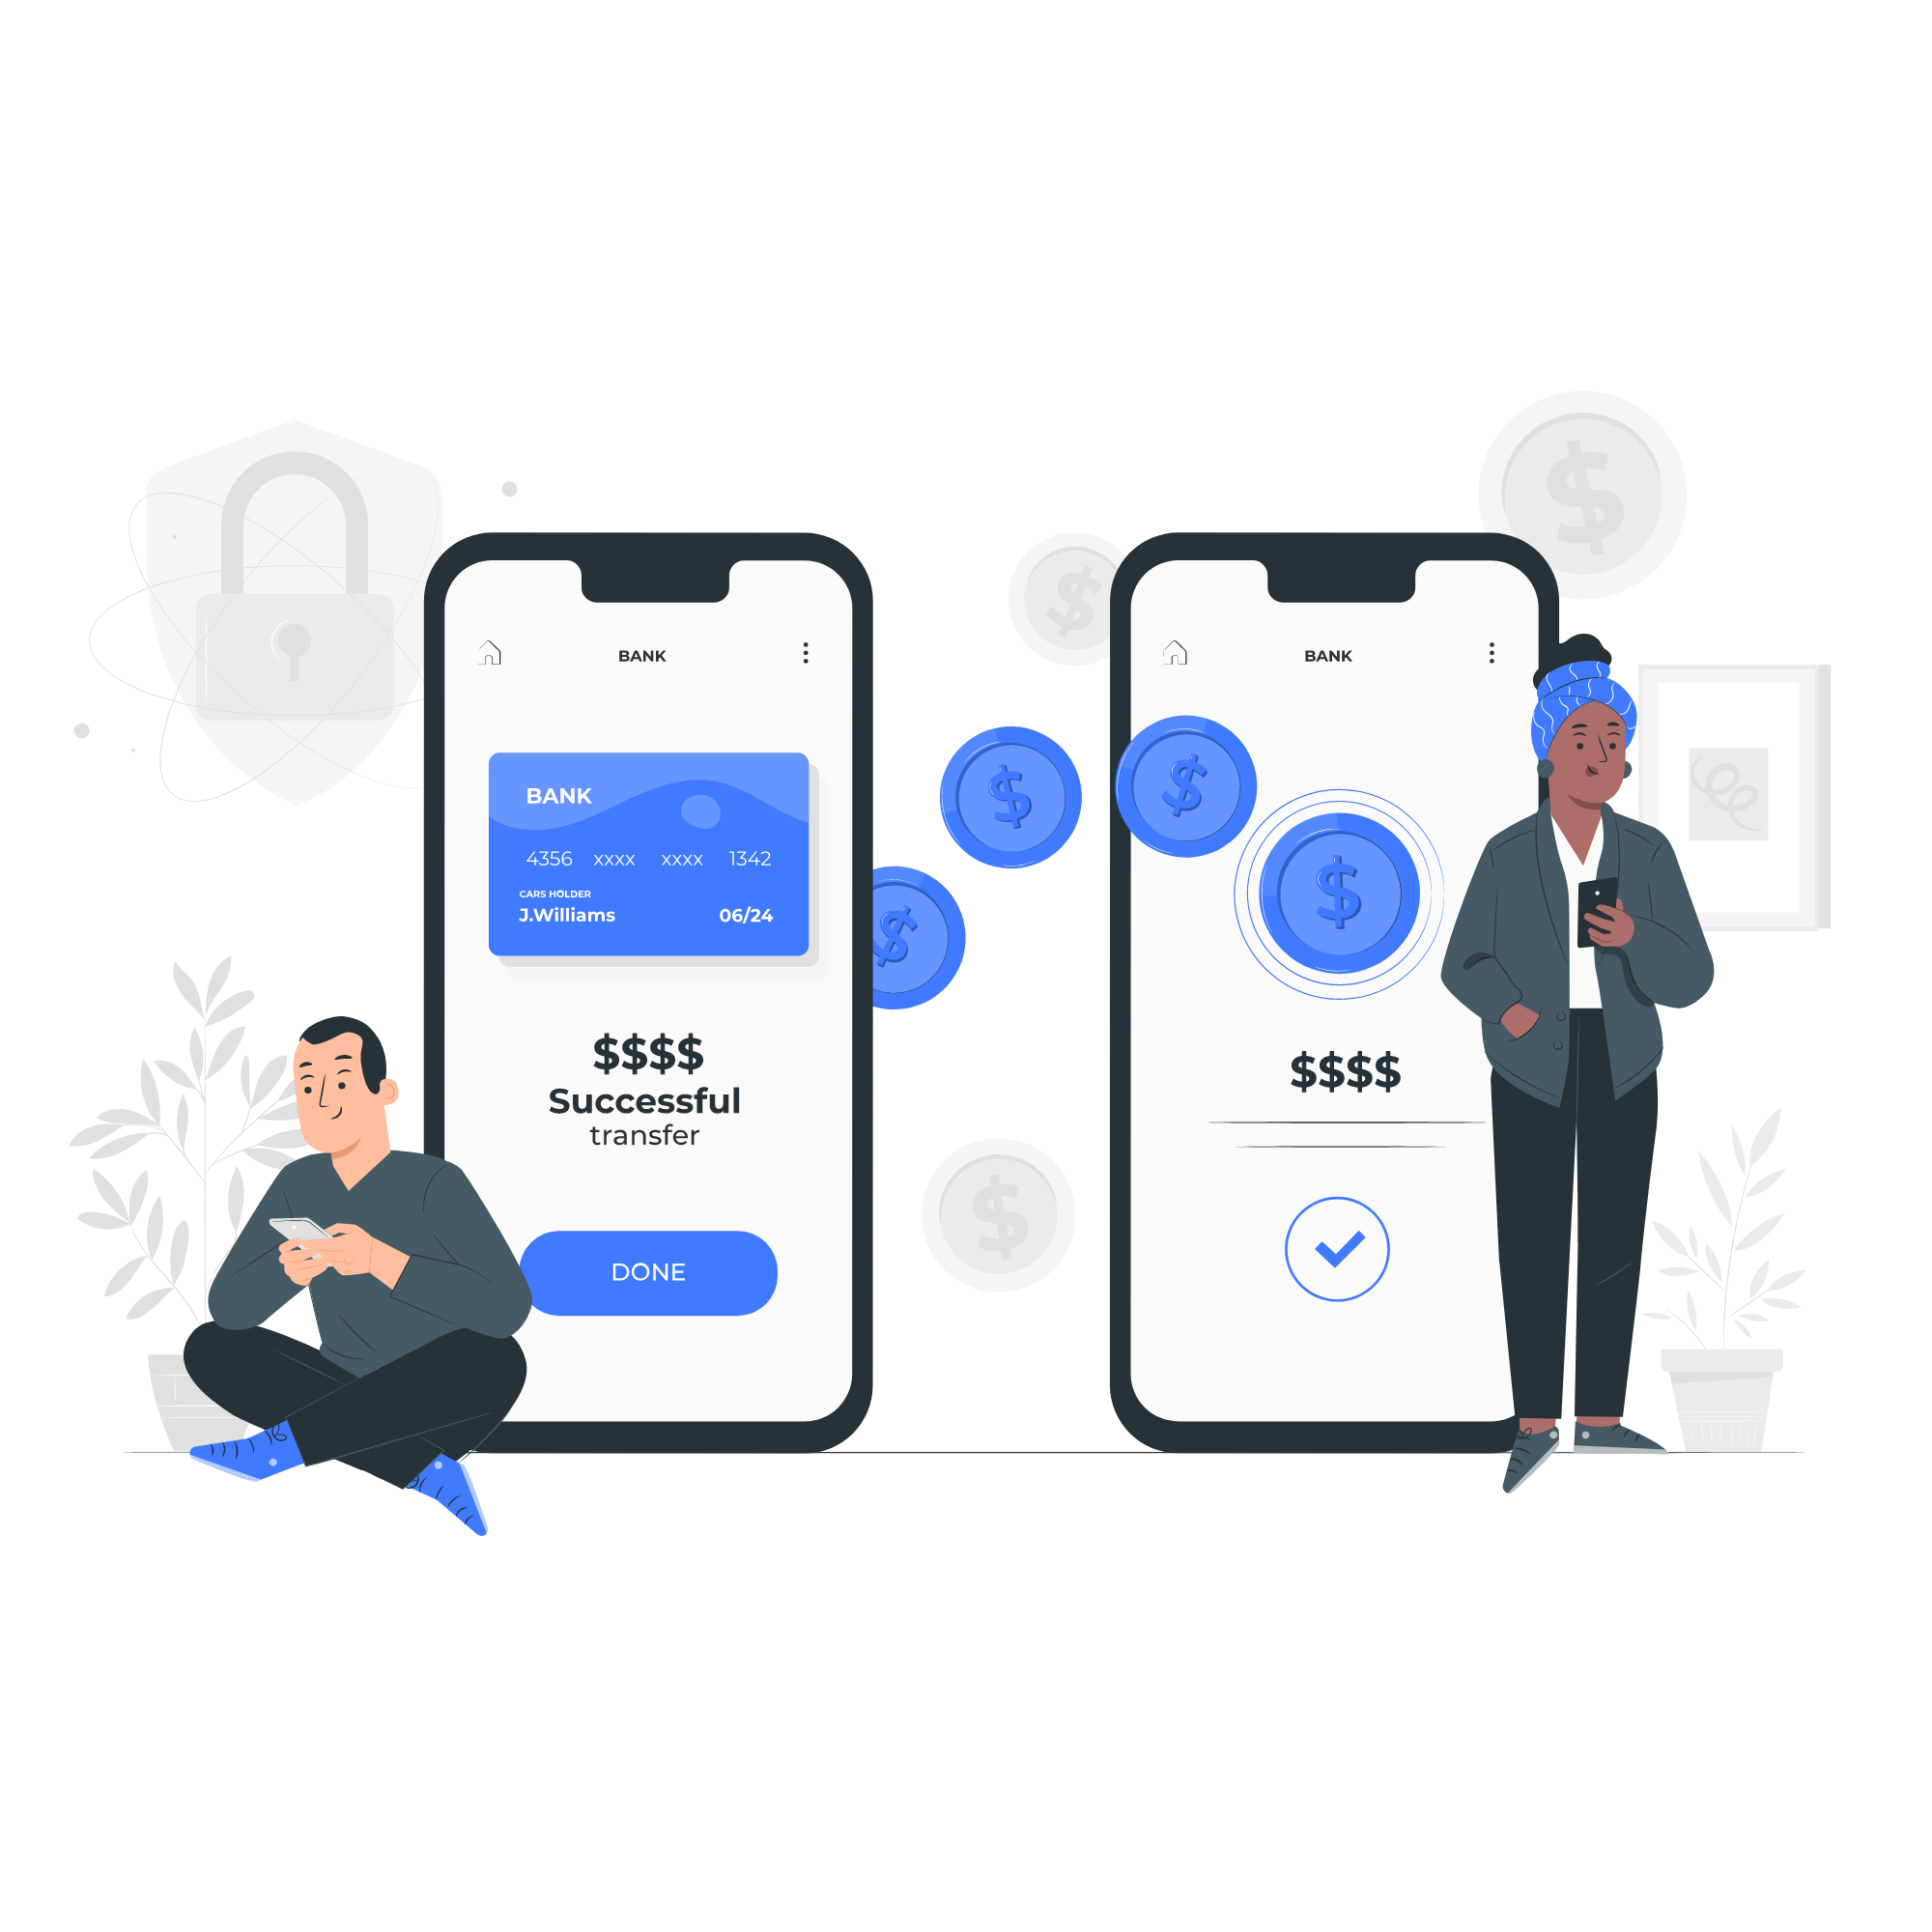 BANK
BANK
4356 xxxx xxxx 1342
CARS HOLDER
J.Williams 06/24
$$$$
Successful
transfer
DONE
$
$
$
BANK
$
$
$$$$
$
$
$